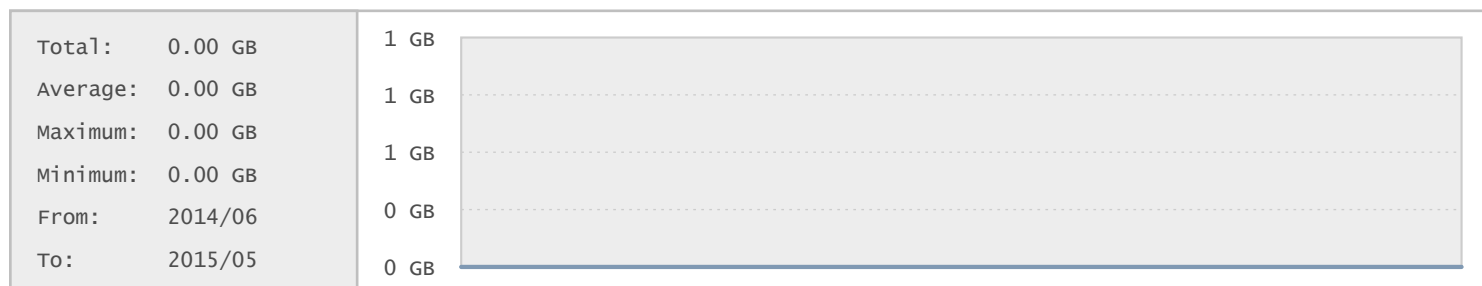 Total: 0.00 GB
Average: 0.00 GB
Maximum: 0.00 GB
Minimum: 0.00 GB
From: 2014/06
To: 2015/05
1 GB
1 GB
1 GB
0 GB
0 GB